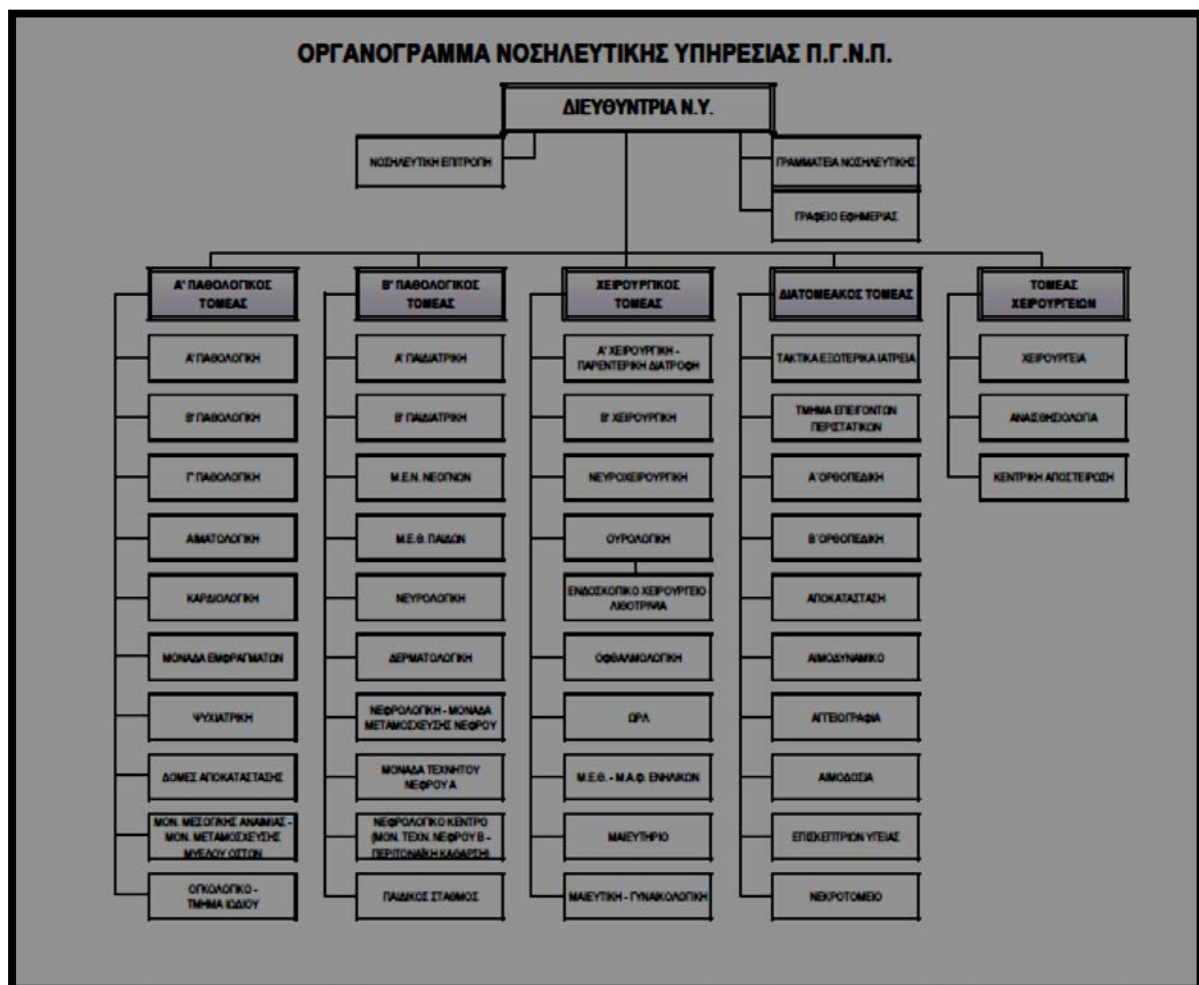 ΟΡΓΑΝΟΓΡΑΜΜΑ ΝΟΣΗΛΕΥΤΙΚΗΣ ΥΠΗΡΕΣΙΑΣ Π.Γ.Ν.Π.
ΔΙΕΥΘΥΝΤΡΙΑ Ν.Υ.
ΝΟΣΗΛΕΥΤΙΚΗ ΕΠΙΤΡΟΠΗ
ΓΡΑΜΜΑΤΕΙΑ ΝΟΣΗΛΕΥΤΙΚΗΣ
ΓΡΑΦΕΙΟ ΕΦΗΜΕΡΙΑΣ
Α' ΠΑΘΟΛΟΓΙΚΟΣ
ΤΟΜΕΑΣ
Α' ΠΑΘΟΛΟΓΙΚΗ
Β' ΠΑΘΟΛΟΓΙΚΗ
Γ' ΠΑΘΟΛΟΓΙΚΗ
ΑΙΜΑΤΟΛΟΓΙΚΗ
ΚΑΡΔΙΟΛΟΓΙΚΗ
ΜΟΝΑΔΑ ΕΜΦΡΑΓΜΑΤΩΝ
ΨΥΧΙΑΤΡΙΚΗ
ΔΟΜΕΣ ΑΠΟΚΑΤΑΣΤΑΣΗΣ
ΜΟΝ. ΜΕΣΟΓΙΚΗΣ ΑΝΑΙΜΙΑΣ -
ΜΟΝ. ΜΕΤΑΜΟΣΧΕΥΣΗΣ
ΜΥΕΛΟΥ ΟΣΤΩΝ
ΟΓΚΟΛΟΓΙΚΟ -
ΤΜΗΜΑ ΙΩΔΙΟΥ
Β' ΠΑΘΟΛΟΓΙΚΟΣ
ΤΟΜΕΑΣ
Α' ΠΑΙΔΙΑΤΡΙΚΗ
Β' ΠΑΙΔΙΑΤΡΙΚΗ
Μ.Ε.Ν. ΝΕΟΓΝΩΝ
Μ.Ε.Θ. ΠΑΙΔΩΝ
ΝΕΥΡΟΛΟΓΙΚΗ
ΔΕΡΜΑΤΟΛΟΓΙΚΗ
ΝΕΦΡΟΛΟΓΙΚΗ - ΜΟΝΑΔΑ
ΜΕΤΑΜΟΣΧΕΥΣΗΣ ΝΕΦΡΟΥ
ΜΟΝΑΔΑ ΤΕΧΝΗΤΟΥ
ΝΕΦΡΟΥ Α
ΝΕΦΡΟΛΟΓΙΚΟ ΚΕΝΤΡΟ
(ΜΟΝ. ΤΕΧΝ. ΝΕΦΡΟΥ Β -
ΠΕΡΙΤΟΝΑΪΚΗ ΚΑΘΑΡΣΗ)
ΠΑΙΔΙΚΟΣ ΣΤΑΘΜΟΣ
ΧΕΙΡΟΥΡΓΙΚΟΣ
ΤΟΜΕΑΣ
Α' ΧΕΙΡΟΥΡΓΙΚΗ -
ΠΑΡΕΝΤΕΡΙΚΗ ΔΙΑΤΡΟΦΗ
Β' ΧΕΙΡΟΥΡΓΙΚΗ
ΝΕΥΡΟΧΕΙΡΟΥΡΓΙΚΗ
ΟΥΡΟΛΟΓΙΚΗ
ΕΝΔΟΣΚΟΠΙΚΟ ΧΕΙΡΟΥΡΓΕΙΟ
ΛΙΘΟΤΡΙΨΙΑ
ΟΦΘΑΛΜΟΛΟΓΙΚΗ
ΩΡΛ
Μ.Ε.Θ. - Μ.Α.Φ. ΕΝΗΛΙΚΩΝ
ΜΑΙΕΥΤΗΡΙΟ
ΜΑΙΕΥΤΙΚΗ - ΓΥΝΑΙΚΟΛΟΓΙΚΗ
ΔΙΑΤΟΜΕΑΚΟΣ ΤΟΜΕΑΣ
ΤΑΚΤΙΚΑ ΕΞΩΤΕΡΙΚΑ ΙΑΤΡΕΙΑ
ΤΜΗΜΑ ΕΠΕΙΓΟΝΤΩΝ
ΠΕΡΙΣΤΑΤΙΚΩΝ
Α' ΟΡΘΟΠΕΔΙΚΗ
Β' ΟΡΘΟΠΕΔΙΚΗ
ΑΠΟΚΑΤΑΣΤΑΣΗ
ΑΙΜΟΔΥΝΑΜΙΚΟ
ΑΓΓΕΙΟΓΡΑΦΙΑ
ΑΙΜΟΔΟΣΙΑ
ΕΠΙΣΚΕΠΤΡΙΩΝ ΥΓΕΙΑΣ
ΝΕΚΡΟΤΟΜΕΙΟ
ΤΟΜΕΑΣ
ΧΕΙΡΟΥΡΓΕΙΩΝ
ΧΕΙΡΟΥΡΓΕΙΑ
ΑΝΑΙΣΘΗΣΙΟΛΟΓΙΑ
ΚΕΝΤΡΙΚΗ ΑΠΟΣΤΕΙΡΩΣΗ